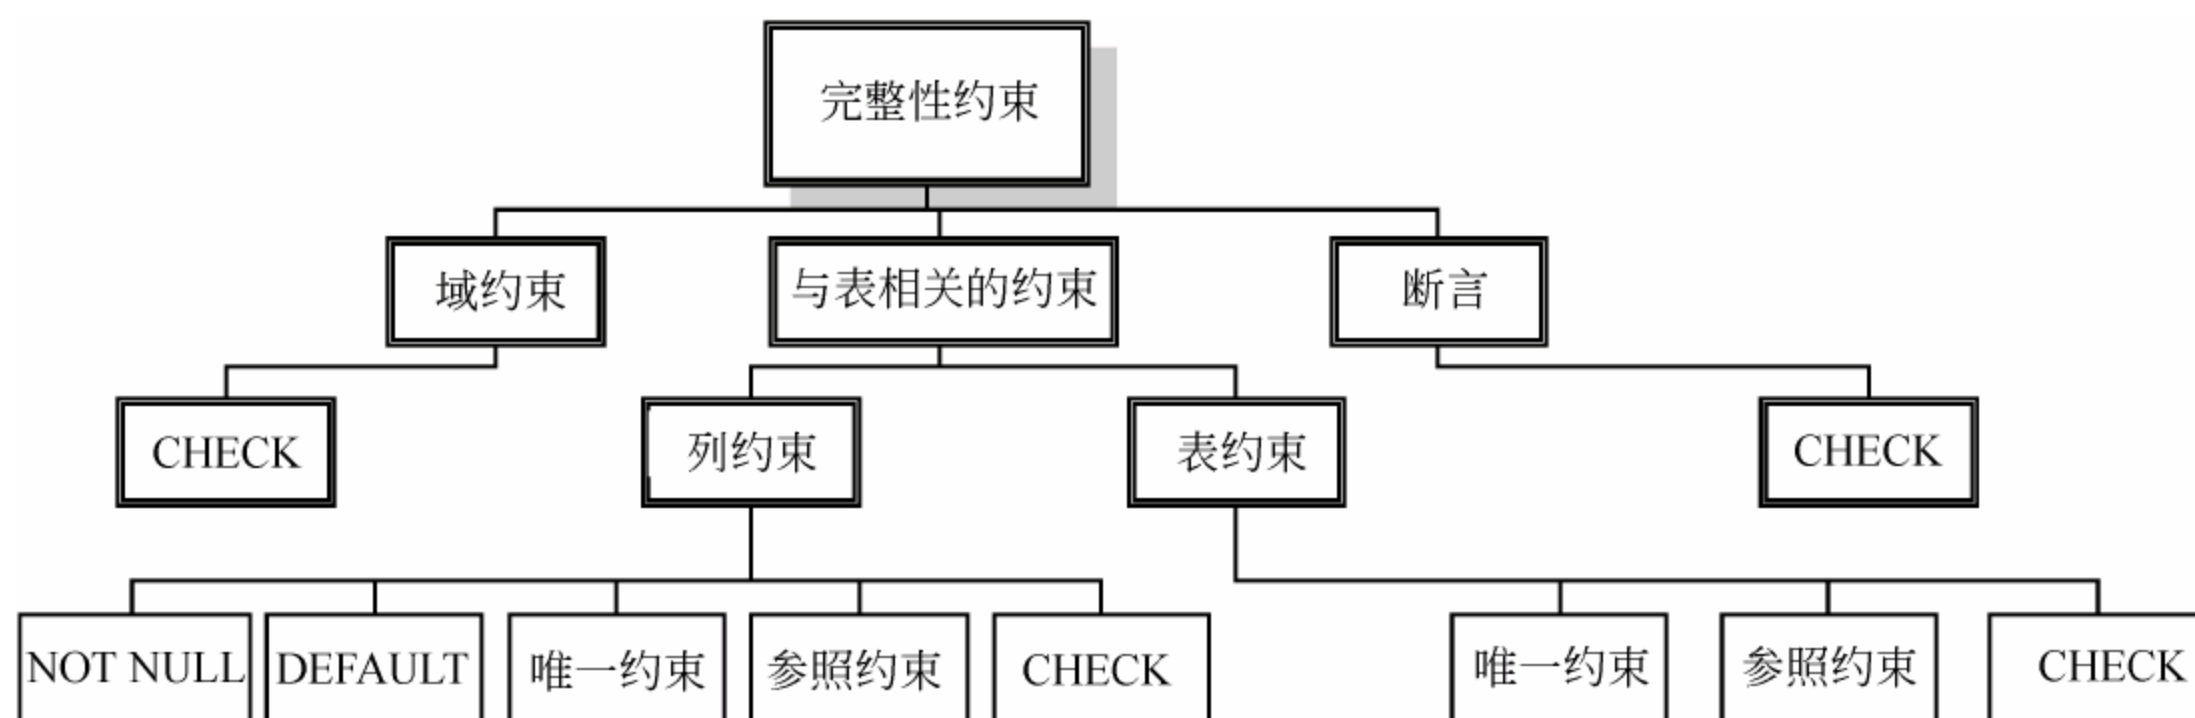 完整性约束
域约束
与表相关的约束
断言
CHECK
列约束
表约束
CHECK
NOT NULL
DEFAULT
唯一约束
参照约束
CHECK
唯一约束
参照约束
CHECK